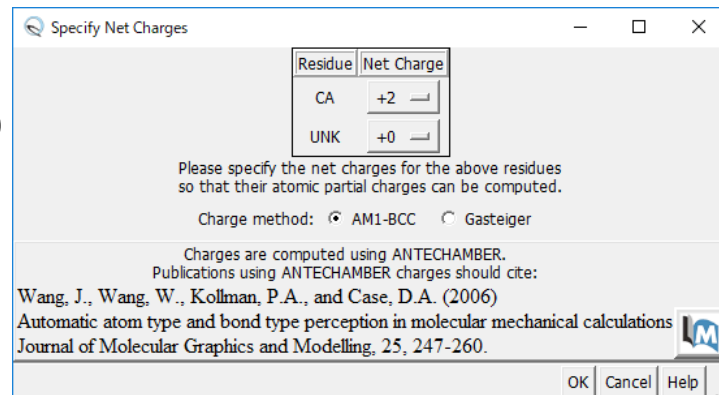 Specify Net Charges
Residue Net Charge
CA +2
UNK +0
Please specify the net charges for the above residues
so that their atomic partial charges can be computed.
Charge method: AM1-BCC Gasteiger
Charges are computed using ANTECHAMBER.
Publications using ANTECHAMBER charges should cite:
Wang, J., Wang, W., Kollman, P.A., and Case, D.A. (2006)
Automatic atom type and bond type perception in molecular mechanical calculations
Journal of Molecular Graphics and Modelling, 25, 247-260.
M
OK Cancel Help